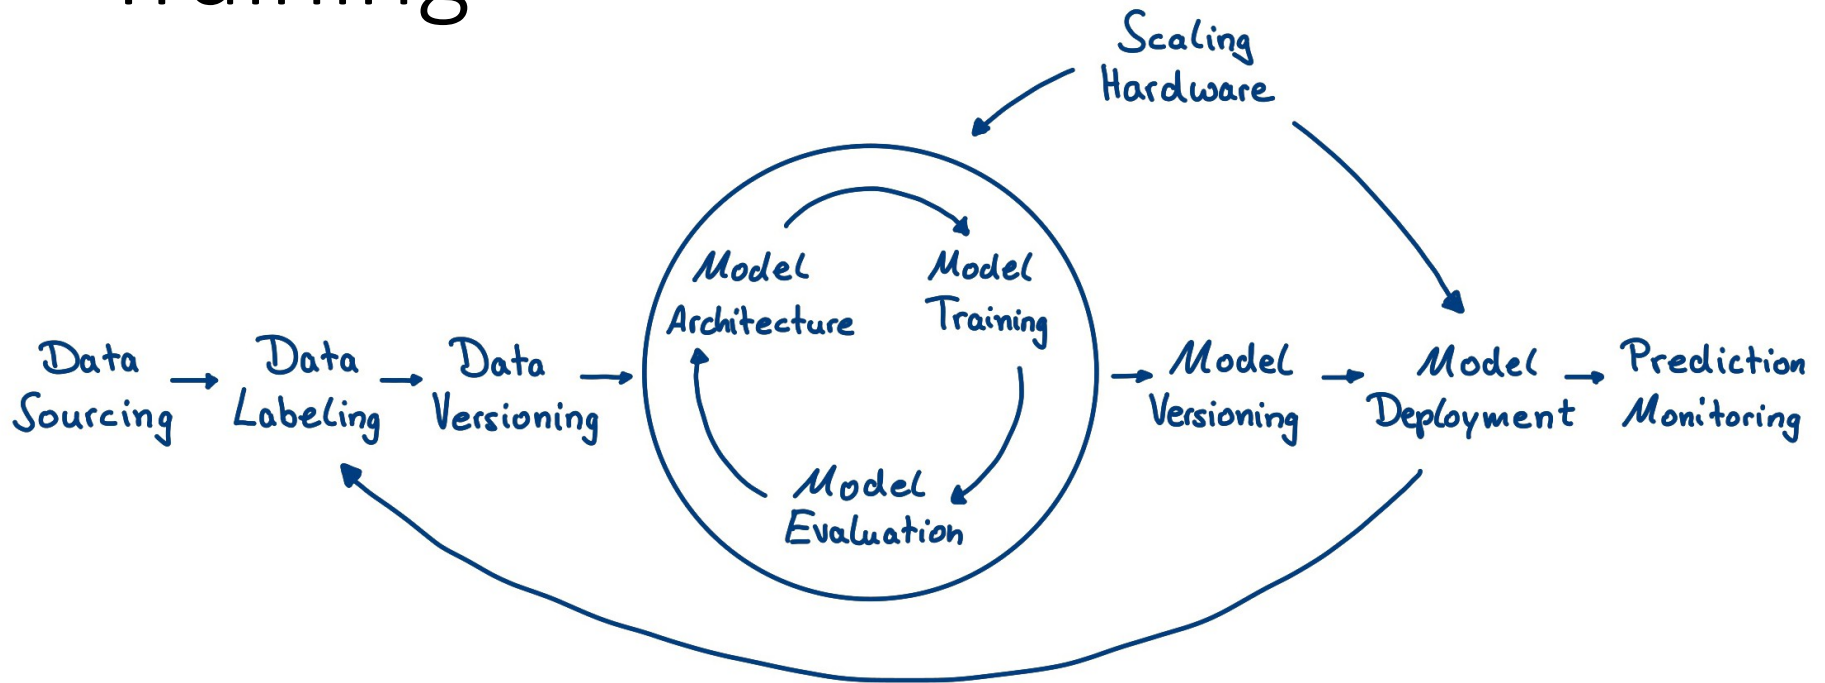 Training
Scaling
Hardware
Model
Architecture
Model
Training
Model
Evaluation
Data
Sourcing
Data
Labeling
Data
Versioning
Model
Versioning
Model
Deployment
Prediction
Monitoring